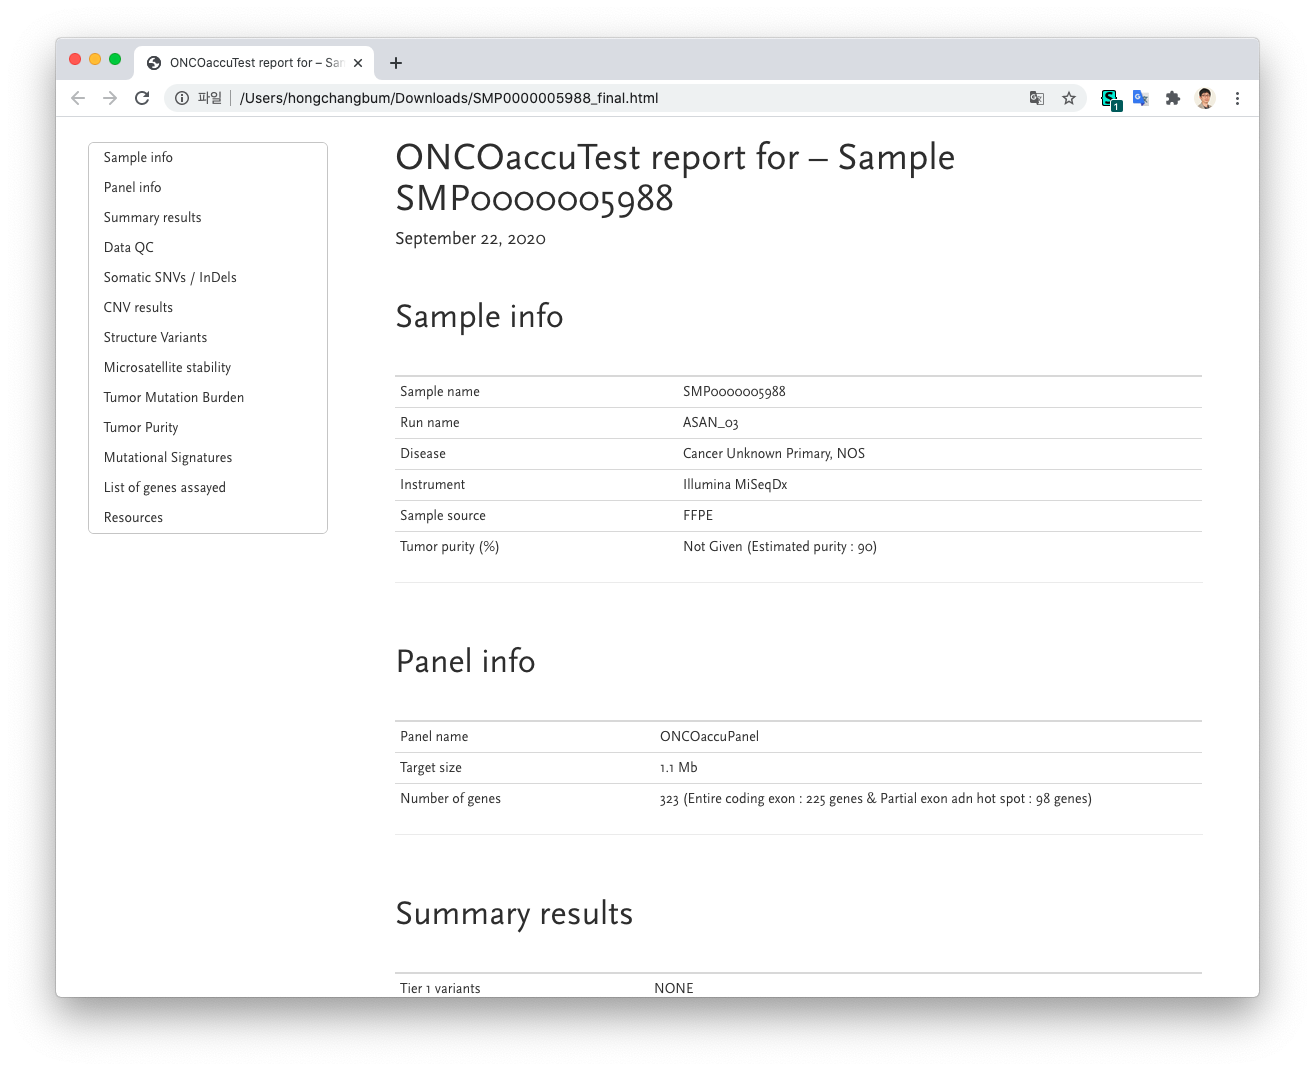 ONCOaccuTest report for – Sam
파일
/Users/hongchangbum/Downloads/SMP0000005988_final.html
1
Sample info
Panel info
Summary results
Data QC
Somatic SNVs / InDels
CNV results
Structure Variants
Microsatellite stability
Tumor Mutation Burden
Tumor Purity
Mutational Signatures
List of genes assayed
Resources
ONCOaccuTest report for – Sample
SMP0000005988
September 22, 2020
Sample info
Sample name SMP0000005988
Run name ASAN_03
Disease Cancer Unknown Primary, NOS
Instrument Illumina MiSeqDx
Sample source FFPE
Tumor purity (%) Not Given (Estimated purity : 90)
Panel info
Panel name ONCOaccuPanel
Target size 1.1 Mb
Number of genes 323 (Entire coding exon : 225 genes & Partial exon adn hot spot : 98 genes)
Summary results
Tier 1 variants NONE